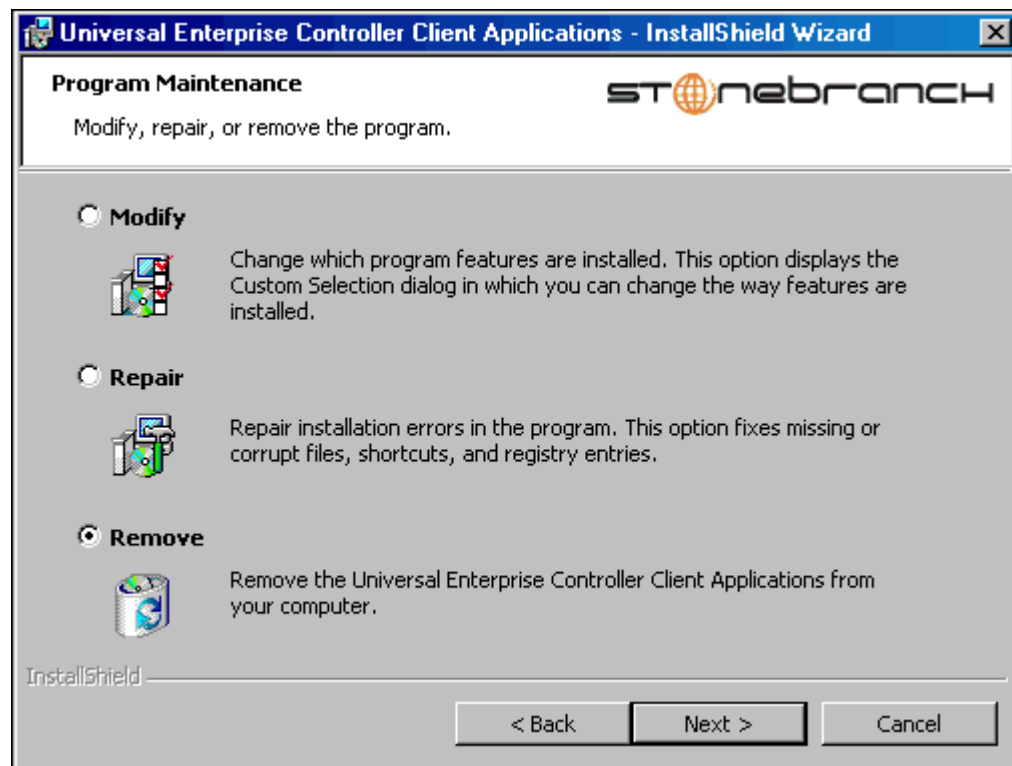 Universal Enterprise Controller Client Applications - InstallShield Wizard
Program Maintenance
stonebranch
Modify, repair, or remove the program.
Modify
Change which program features are installed. This option displays the
Custom Selection dialog in which you can change the way features are
installed.
Repair
Repair installation errors in the program. This option fixes missing or
corrupt files, shortcuts, and registry entries.
Remove
Remove the Universal Enterprise Controller Client Applications from
your computer.
InstallShield
< Back Next > Cancel